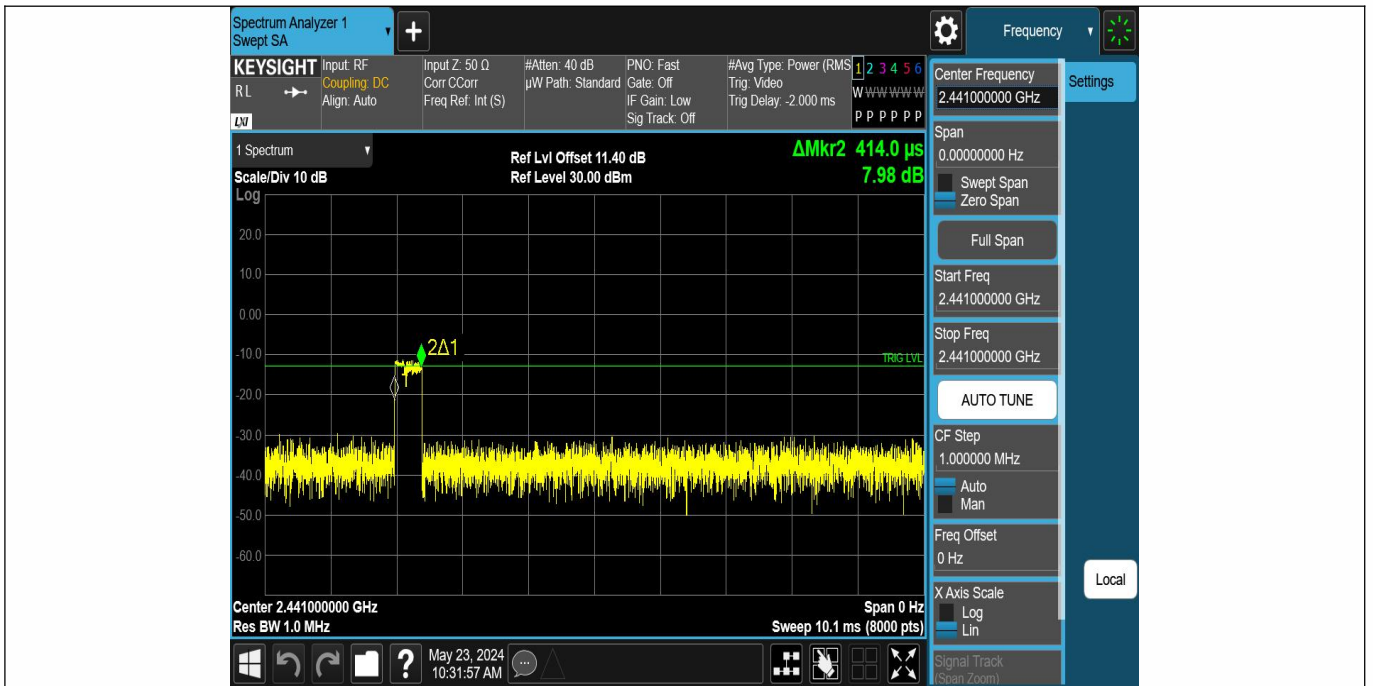 Spectrum Analyzer 1
Swept SA
Frequency
KEYSIGHT
RL
LXI
Input: RF
Coupling: DC
Align: Auto
Input Z: 50 Ω
Corr CCorr
Freq Ref: Int (S)
#Atten: 40 dB
µW Path: Standard
PNO: Fast
Gate: Off
IF Gain: Low
Sig Track: Off
#Avg Type: Power (RMS
Trig: Video
Trig Delay: -2.000 ms
1 2 3 4 5 6
W W W W W W
P P P P P P
Center Frequency
2.441000000 GHz
Settings
Span
0.00000000 Hz
Swept Span
Zero Span
Full Span
Start Freq
2.441000000 GHz
Stop Freq
2.441000000 GHz
AUTO TUNE
CF Step
1.000000 MHz
Auto
Man
Freq Offset
0 Hz
X Axis Scale
Log
Lin
Signal Track
(Span Zoom)
Local
1 Spectrum
Scale/Div 10 dB
Ref Lvl Offset 11.40 dB
Ref Level 30.00 dBm
ΔMkr2 414.0 µs
7.98 dB
Log
20.0
10.0
0.00
-10.0
-20.0
-30.0
-40.0
-50.0
-60.0
2Δ1
TRIG LVL
Center 2.441000000 GHz
Res BW 1.0 MHz
Span 0 Hz
Sweep 10.1 ms (8000 pts)
?
May 23, 2024
10:31:57 AM